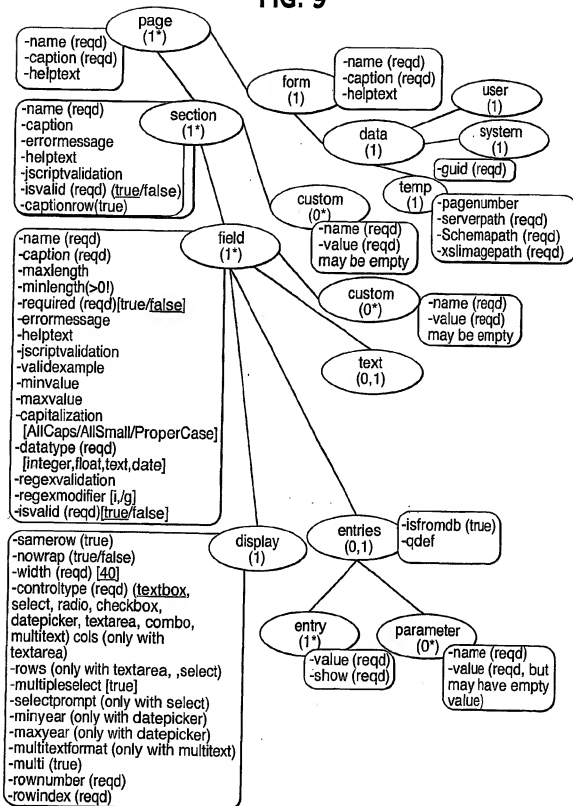 FIG. 9
page
(1*)
-name (reqd)
-caption (reqd)
-helptext
form
(1)
-name (reqd)
-caption (reqd)
-helptext
user
(1)
data
(1)
system
(1)
-guid (reqd)
temp
(1)
-pagenumber
-serverpath (reqd)
-Schemapath (reqd)
-xslimagepath (reqd)
section
(1*)
-name (reqd)
-caption
-errormessage
-helptext
-jscriptvalidation
-isvalid (reqd) (true/false)
-captionrow(true)
custom
(0*)
-name (reqd)
-value (reqd)
may be empty
field
(1*)
-name (reqd)
-caption (reqd)
-maxlength
-minlength(>0!)
-required (reqd)[true/false]
-errormessage
-helptext
-jscriptvalidation
-validexample
-minvalue
-maxvalue
-capitalization
[AllCaps/AllSmall/ProperCase]
-datatype (reqd)
[integer,float,text,date]
-regexvalidation
-regexmodifier [i,/g]
-isvalid (reqd)[true/false]
custom
(0*)
-name (reqd)
-value (reqd)
may be empty
text
(0,1)
display
(1)
-samerow (true)
-nowrap (true/false)
-width (reqd) [40]
-controltype (reqd) (textbox,
select, radio, checkbox,
datepicker, textarea, combo,
multitext) cols (only with
textarea)
-rows (only with textarea, ,select)
-multipleselect [true]
-selectprompt (only with select)
-minyear (only with datepicker)
-maxyear (only with datepicker)
-multitextformat (only with multitext)
-multi (true)
-rownumber (reqd)
-rowindex (reqd)
entries
(0,1)
-isfromdb (true)
-qdef
entry
(1*)
-value (reqd)
-show (reqd)
parameter
(0*)
-name (reqd)
-value (reqd, but
may have empty
value)